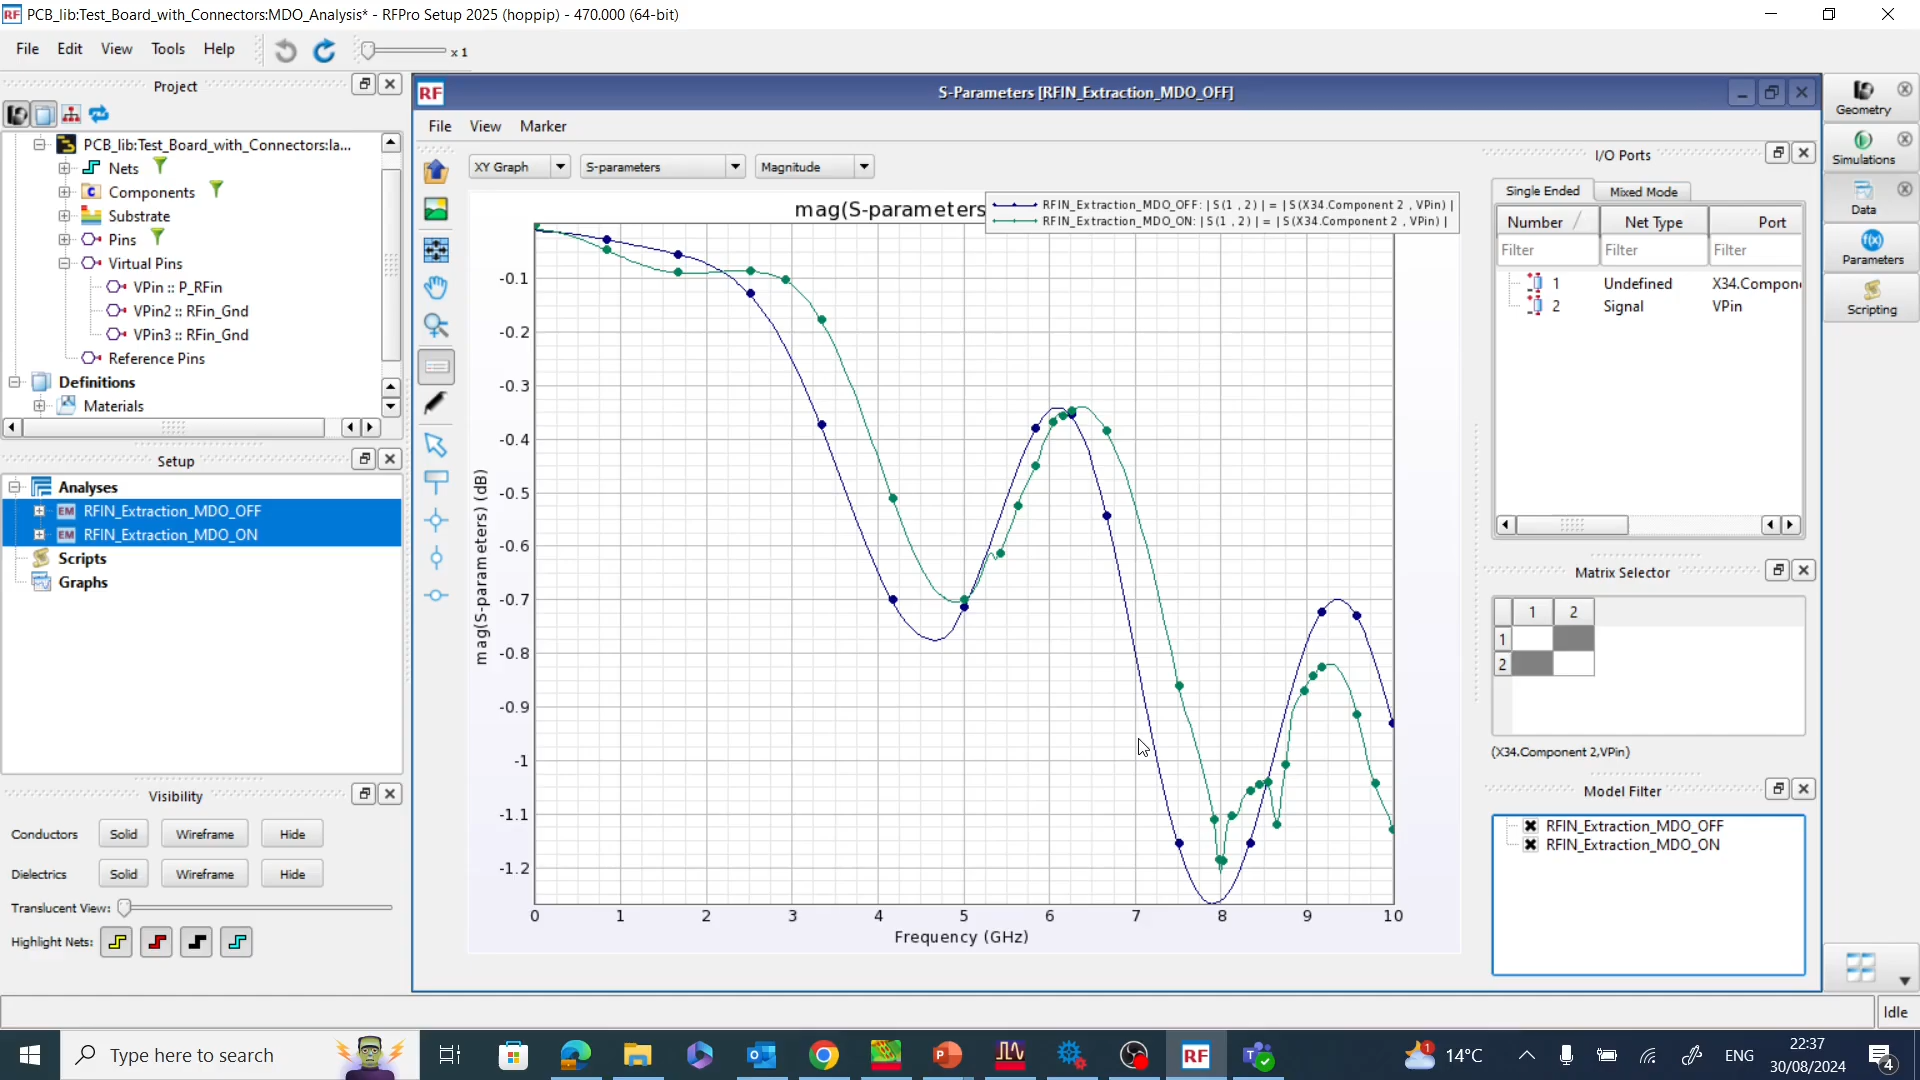 RF PCB_lib:Test_Board_with_Connectors:MDO_Analysis* - RFPro Setup 2025 (hoppip) - 470.000 (64-bit)
File Edit View Tools Help x 1
Project
PCB_lib:Test_Board_with_Connectors:la...
Nets
Components
Substrate
Pins
Virtual Pins
VPin :: P_RFin
VPin2 :: RFin_Gnd
VPin3 :: RFin_Gnd
Reference Pins
Definitions
Materials
Setup
Analyses
EM RFIN_Extraction_MDO_OFF
EM RFIN_Extraction_MDO_ON
Scripts
Graphs
Visibility
Conductors Solid Wireframe Hide
Dielectrics Solid Wireframe Hide
Translucent View:
Highlight Nets:
RF S-Parameters [RFIN_Extraction_MDO_OFF]
File View Marker
XY Graph S-parameters Magnitude
mag(S-parameters
RFIN_Extraction_MDO_OFF: |S(1 , 2) | = | S(X34.Component 2 , VPin) |
RFIN_Extraction_MDO_ON: |S(1 , 2) | = | S(X34.Component 2 , VPin) |
mag(S-parameters) (dB)
-0.1
-0.2
-0.3
-0.4
-0.5
-0.6
-0.7
-0.8
-0.9
-1
-1.1
-1.2
0 1 2 3 4 5 6 7 8 9 10
Frequency (GHz)
I/O Ports
Single Ended Mixed Mode
Number Net Type Port
Filter Filter Filter
1 Undefined X34.Compon
2 Signal VPin
Matrix Selector
1 2
1
2
(X34.Component 2,VPin)
Model Filter
RFIN_Extraction_MDO_OFF
RFIN_Extraction_MDO_ON
Geometry
Simulations
Data
f(x)
Parameters
Scripting
Idle
Type here to search
RF
1 14°C
ENG
22:37
30/08/2024
4